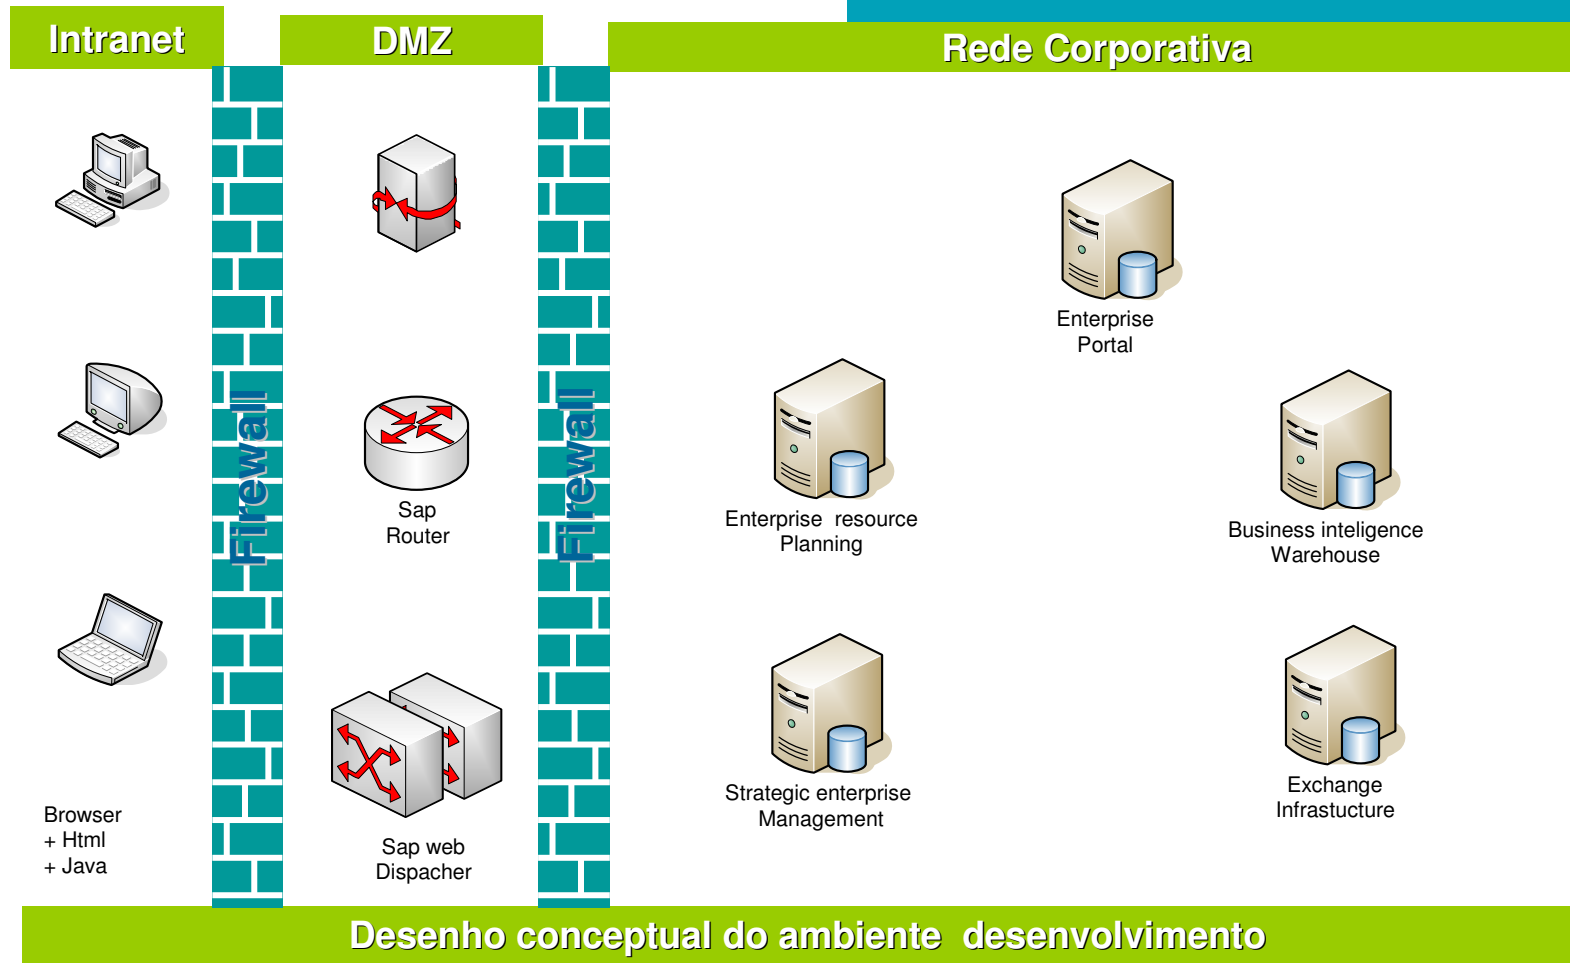 Intranet
DMZ
Rede Corporativa
Firewall
Firewall
Enterprise
Portal
Sap
Router
Enterprise  resource
Planning
Business inteligence
Warehouse
Strategic enterprise
Management
Exchange
Infrastucture
Browser
+ Html
+ Java
Sap web
Dispacher
Desenho conceptual do ambiente  desenvolvimento